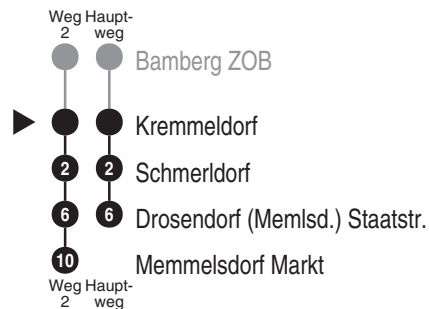 Weg Haupt-
2 weg
Bamberg ZOB
Kremmeldorf
2 2 Schmerldorf
6 6 Drosendorf (Memlsd.) Staatstr.
10 Memmelsdorf Markt
Weg Haupt-
2 weg